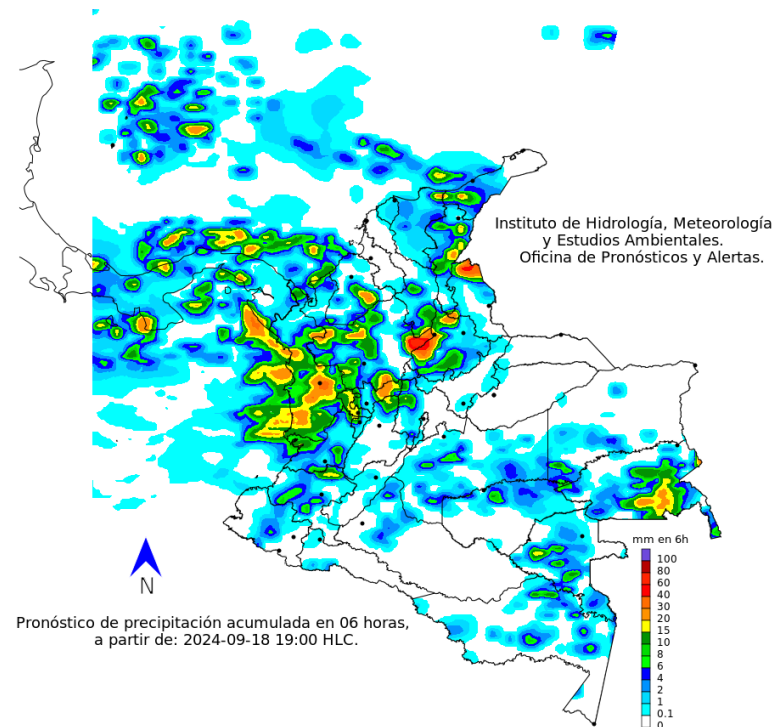 Instituto de Hidrología, Meteorología
y Estudios Ambientales.
Oficina de Pronósticos y Alertas.
mm en 6h
100
80
60
40
30
20
15
10
8
6
4
2
1
0.1
0
N
Pronóstico de precipitación acumulada en 06 horas,
a partir de: 2024-09-18 19:00 HLC.